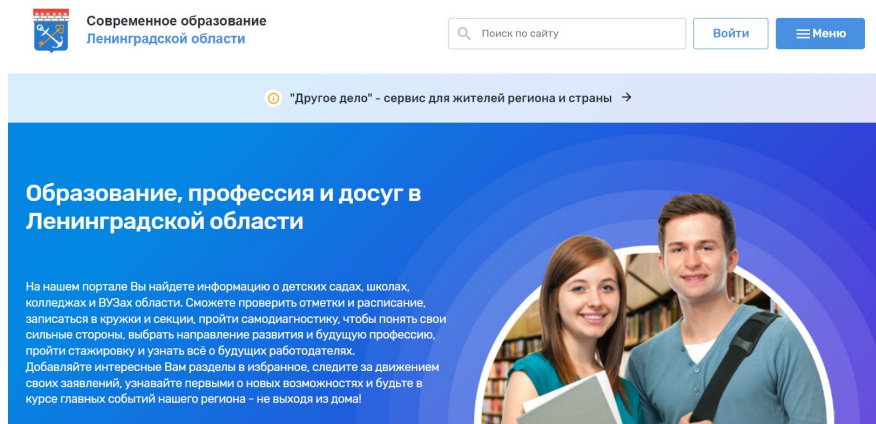 Современное образование
Ленинградской области
Поиск по сайту
Войти
Меню
"Другое дело" - сервис для жителей региона и страны →
Образование, профессия и досуг в
Ленинградской области
На нашем портале Вы найдете информацию о детских садах, школах,
колледжах и ВУЗах области. Сможете проверить отметки и расписание,
записаться в кружки и секции, пройти самодиагностику, чтобы понять свои
сильные стороны, выбрать направление развития и будущую профессию,
пройти стажировку и узнать всё о будущих работодателях.
Добавляйте интересные Вам разделы в избранное, следите за движением
своих заявлений, узнавайте первыми о новых возможностях и будьте в
курсе главных событий нашего региона - не выходя из дома!